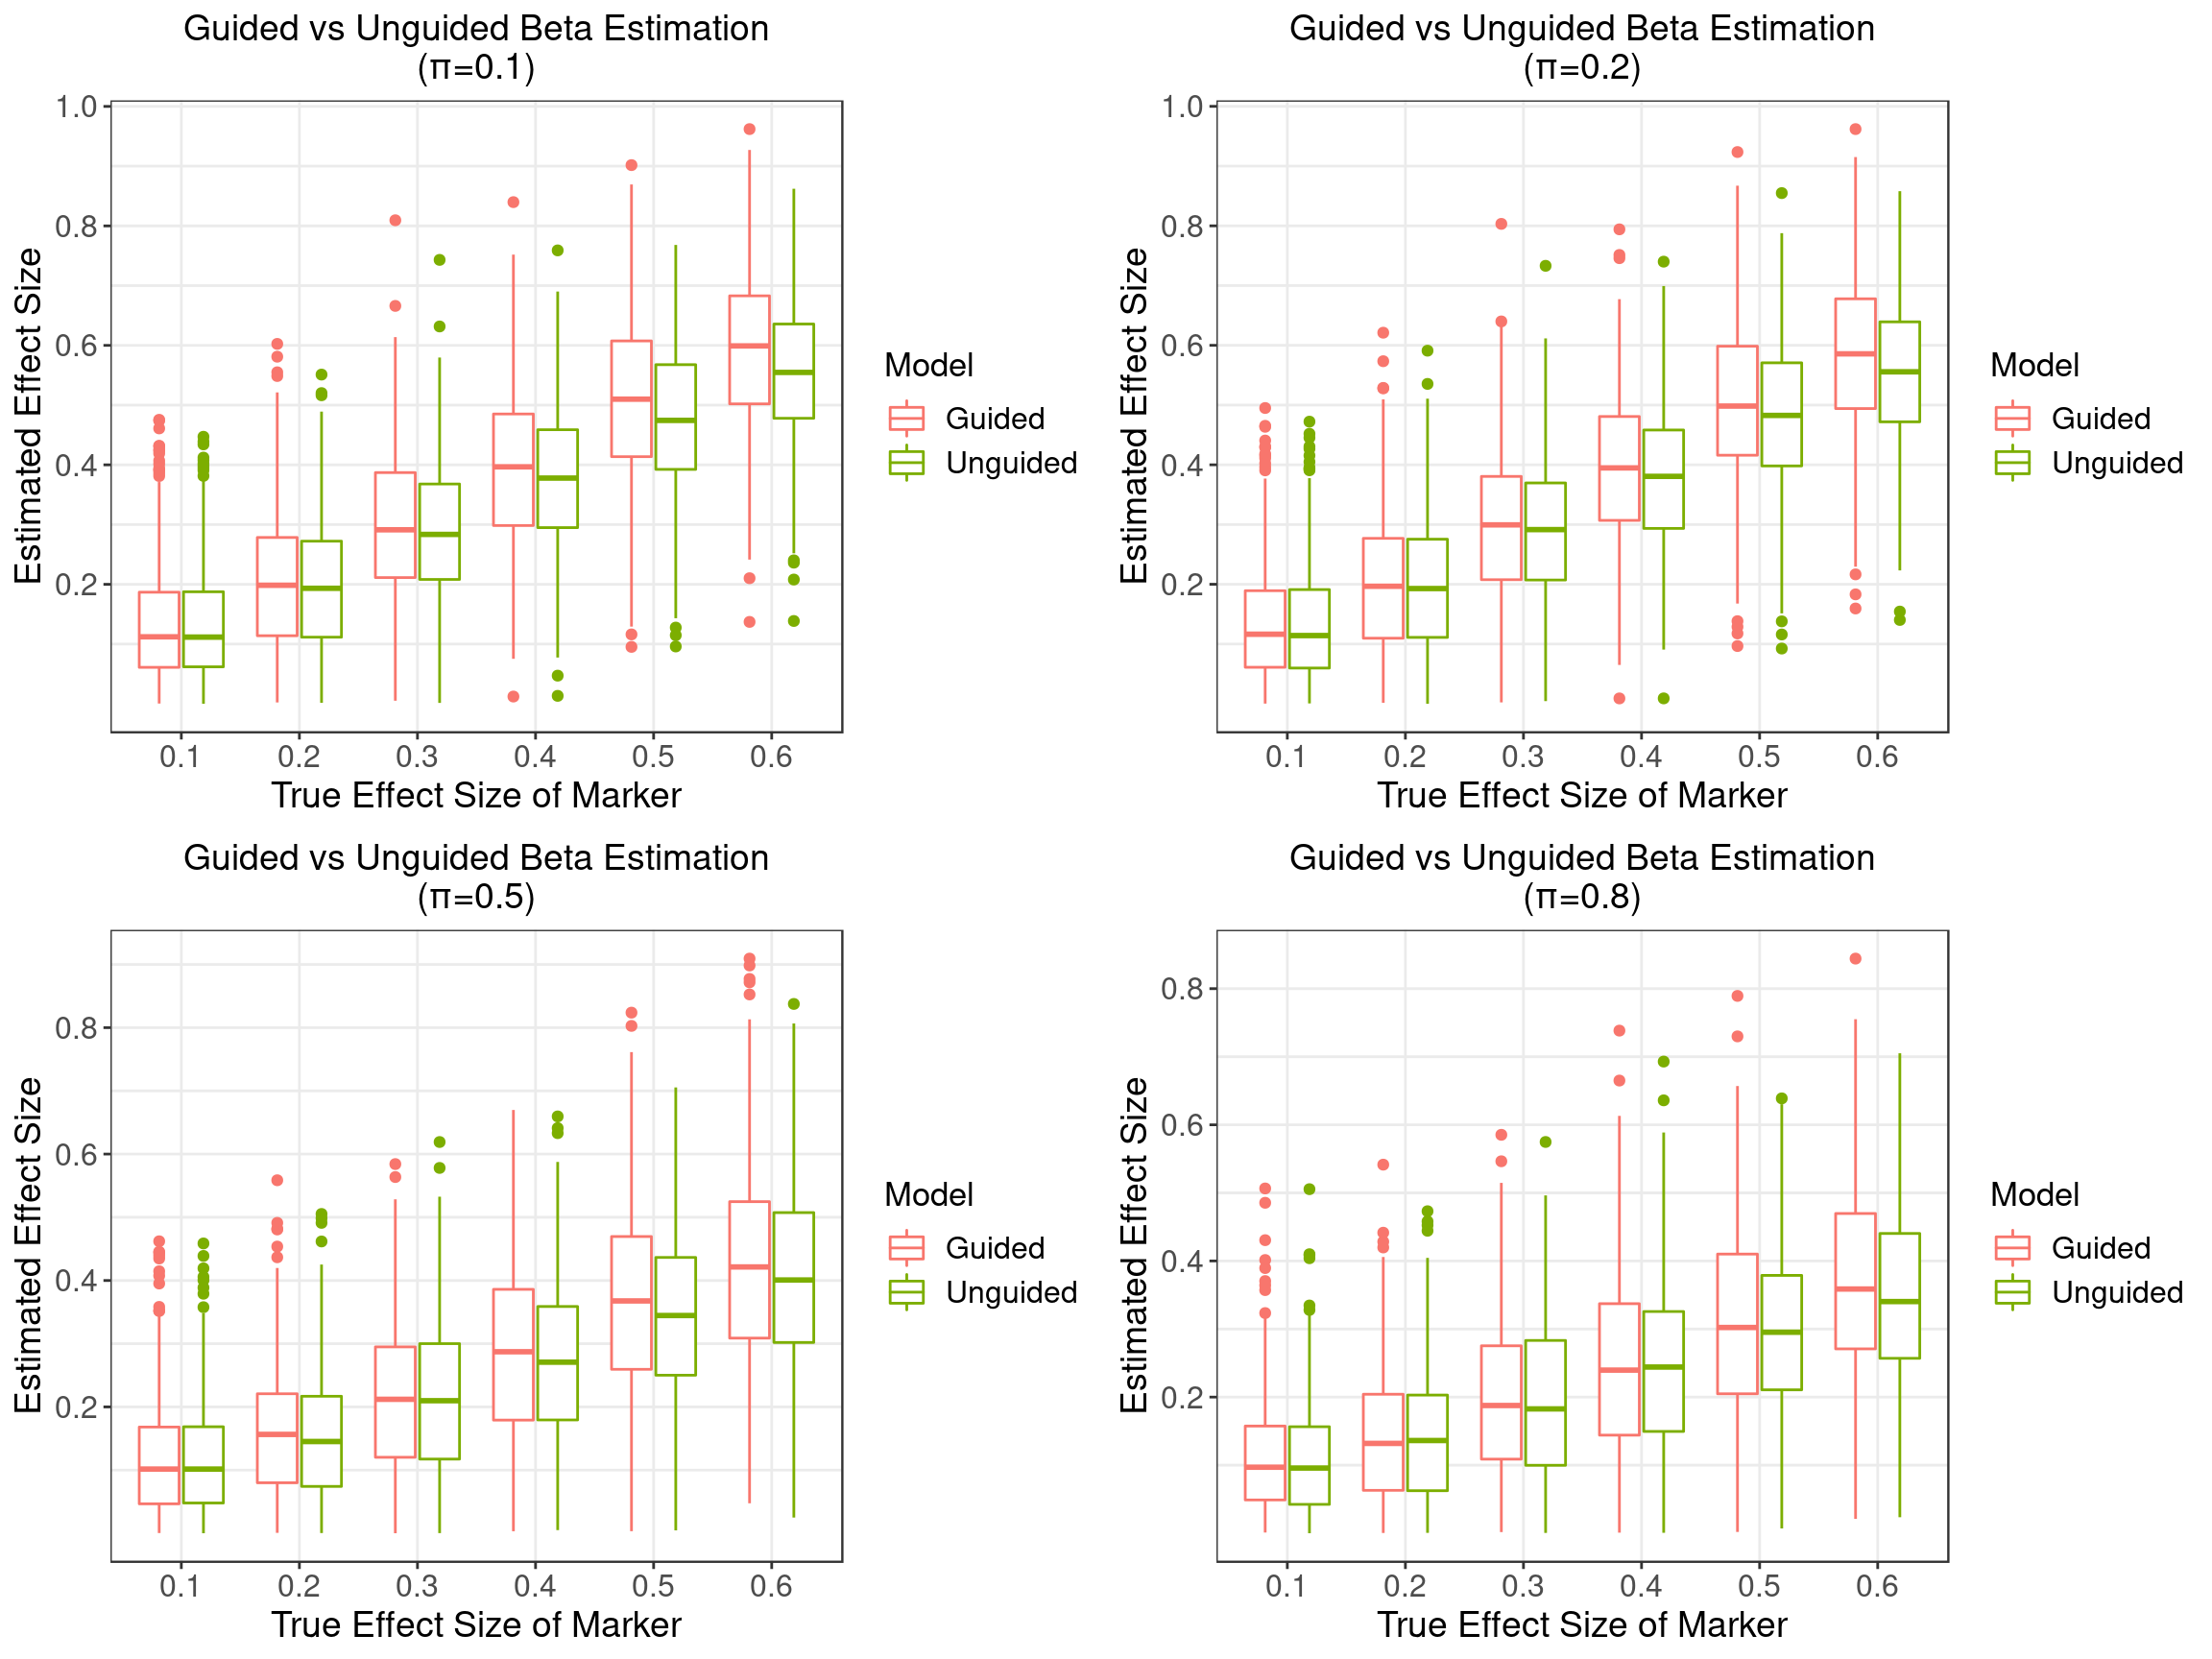 Guided vs Unguided Beta Estimation
(π=0.1)
1.0
0.8
0.6
0.4
0.2
Estimated Effect Size
0.1 0.2 0.3 0.4 0.5 0.6
True Effect Size of Marker
Model
Guided
Unguided
Guided vs Unguided Beta Estimation
(π=0.2)
1.0
0.8
0.6
0.4
0.2
Estimated Effect Size
0.1 0.2 0.3 0.4 0.5 0.6
True Effect Size of Marker
Model
Guided
Unguided
Guided vs Unguided Beta Estimation
(π=0.5)
0.8
0.6
0.4
0.2
Estimated Effect Size
0.1 0.2 0.3 0.4 0.5 0.6
True Effect Size of Marker
Model
Guided
Unguided
Guided vs Unguided Beta Estimation
(π=0.8)
0.8
0.6
0.4
0.2
Estimated Effect Size
0.1 0.2 0.3 0.4 0.5 0.6
True Effect Size of Marker
Model
Guided
Unguided